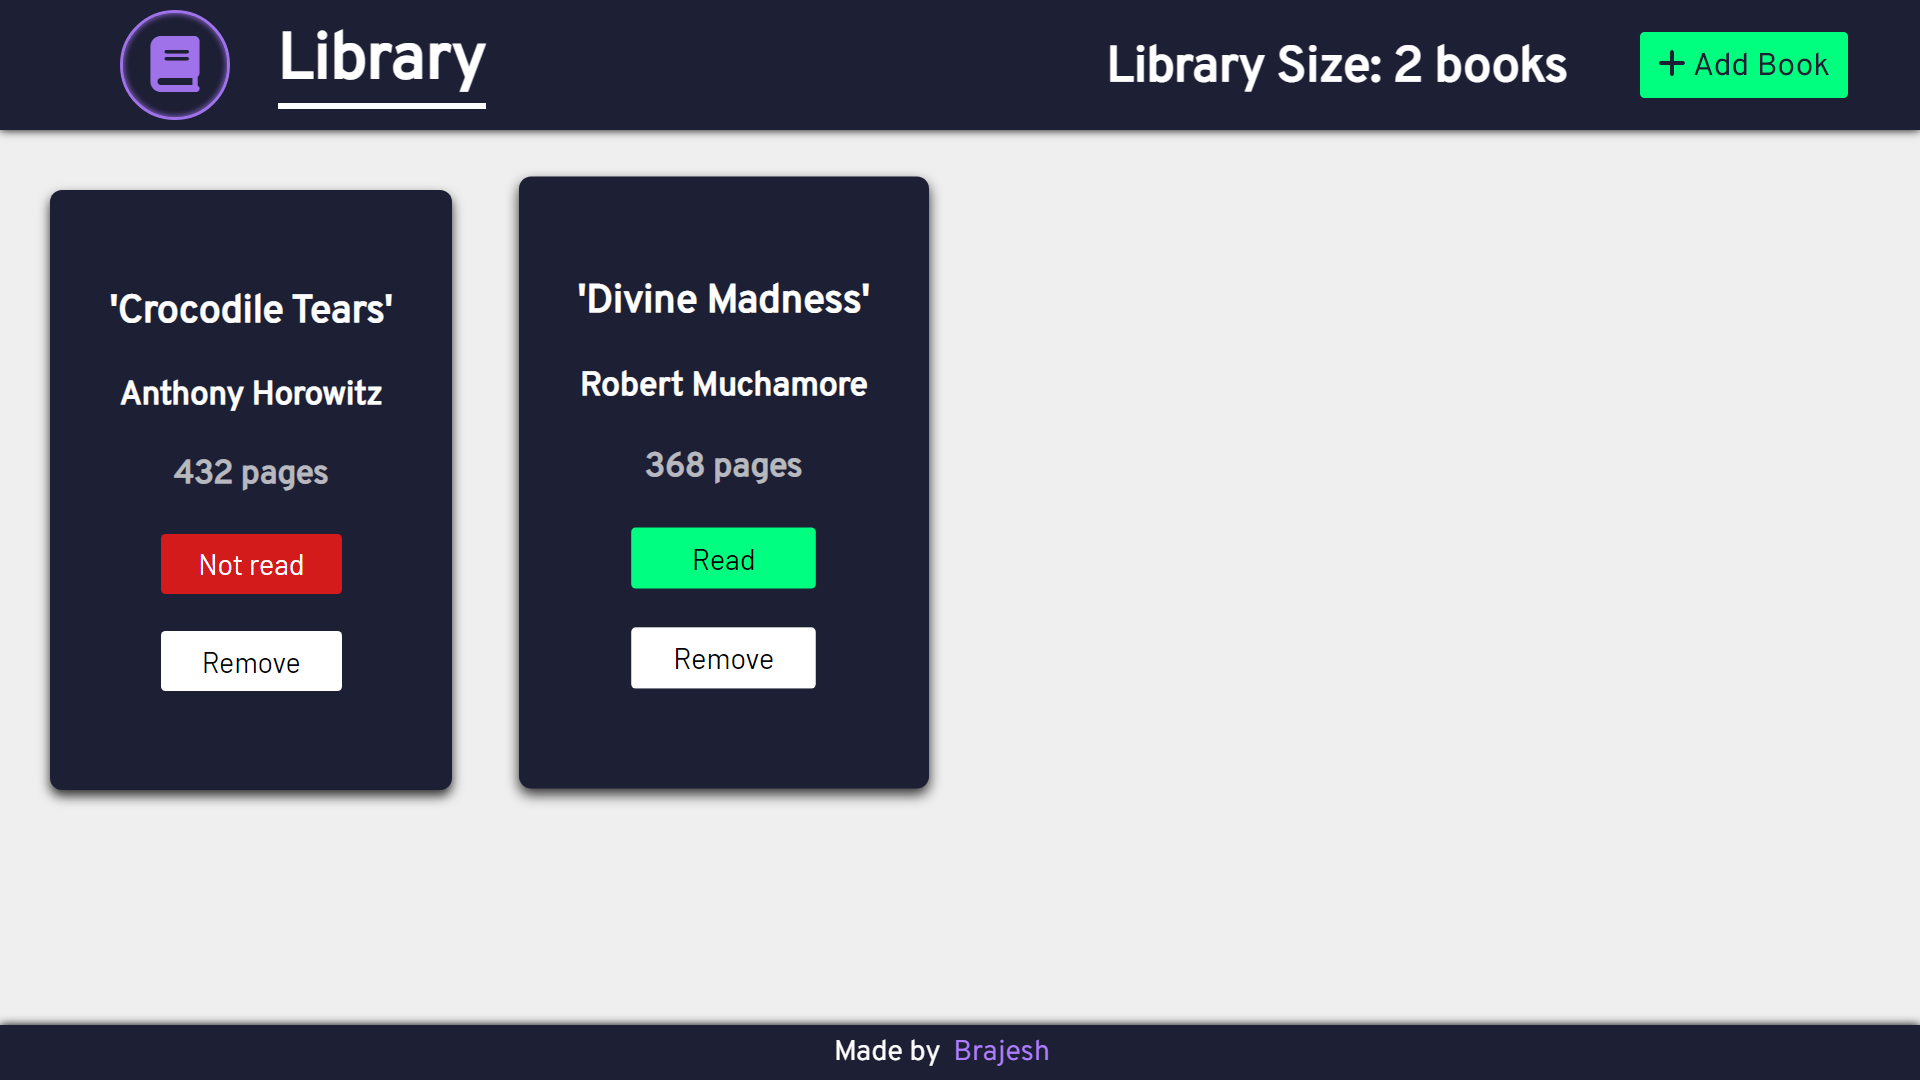 Library
Library Size: 2 books
+ Add Book
'Crocodile Tears'
Anthony Horowitz
432 pages
Not read
Remove
'Divine Madness'
Robert Muchamore
368 pages
Read
Remove
Made by Brajesh